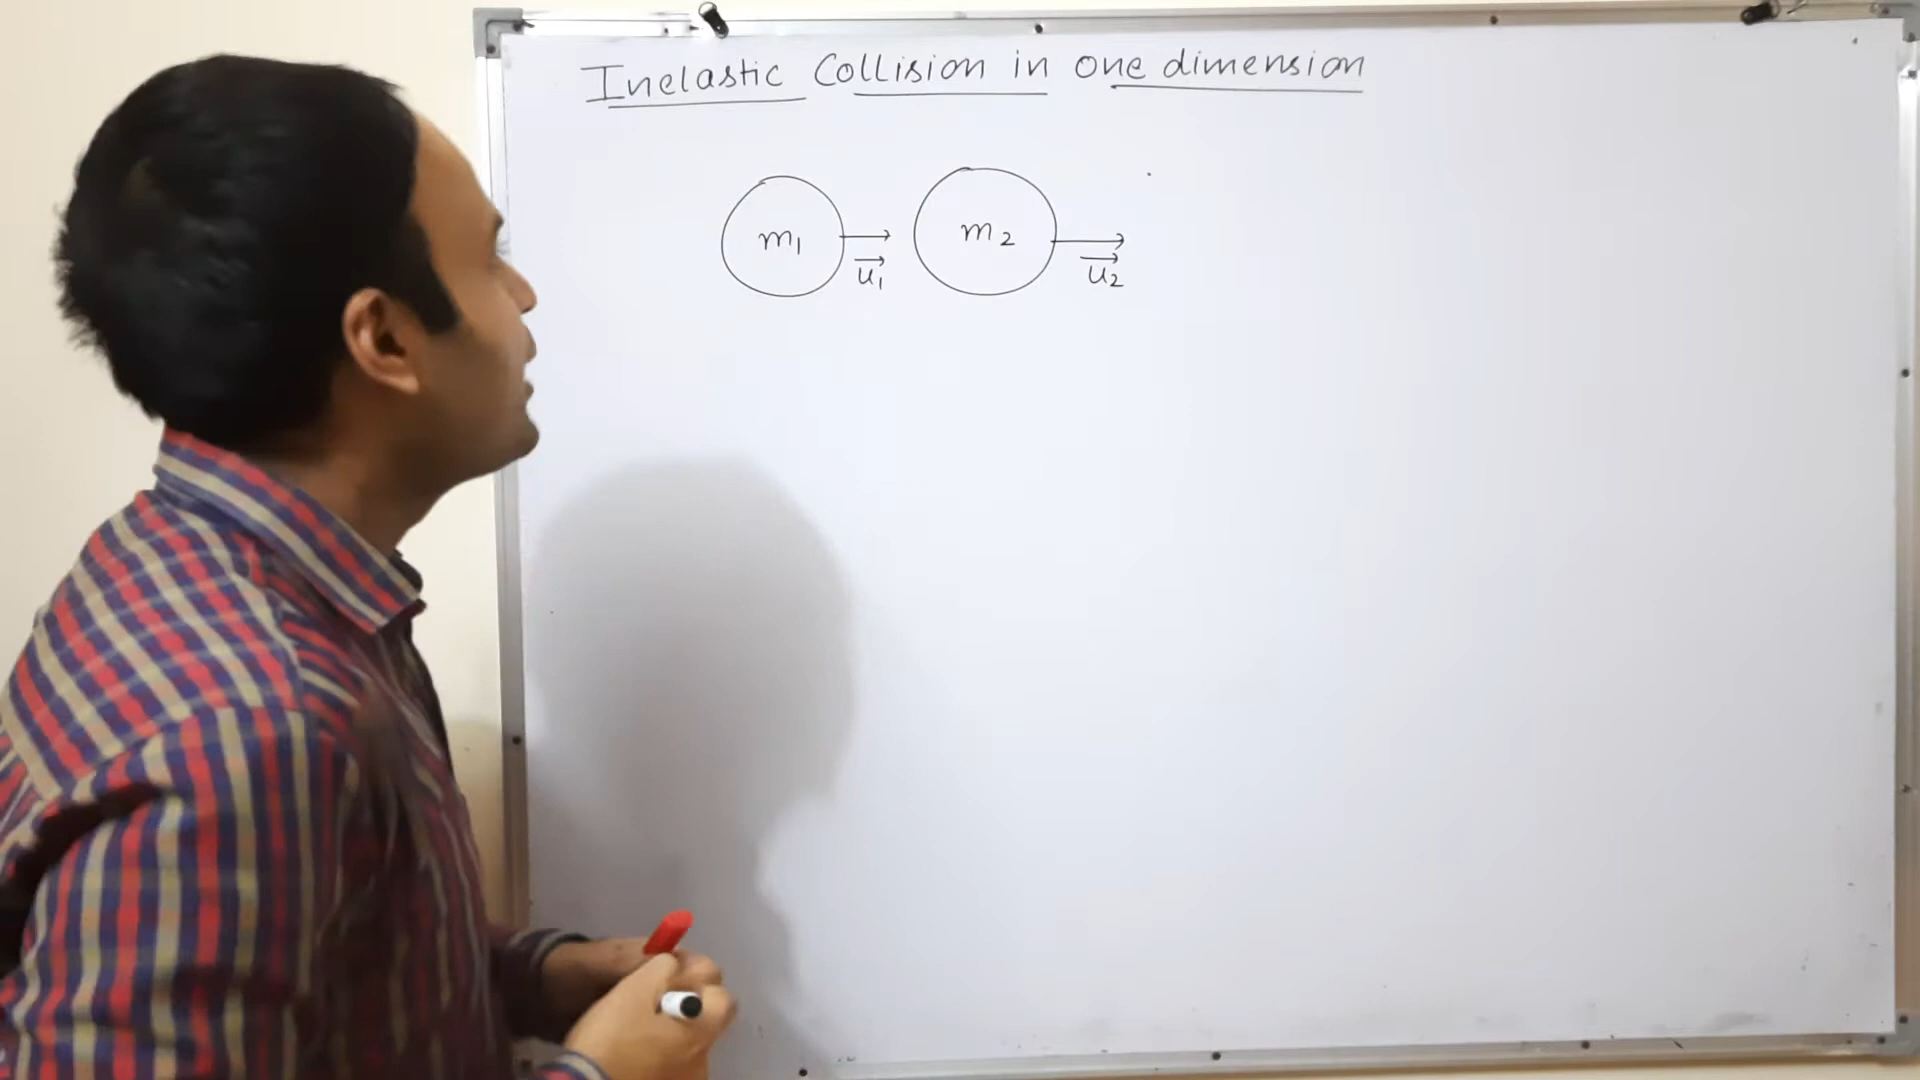 Inelastic Collision in one dimension
m₁ m₂
u₁ u₂